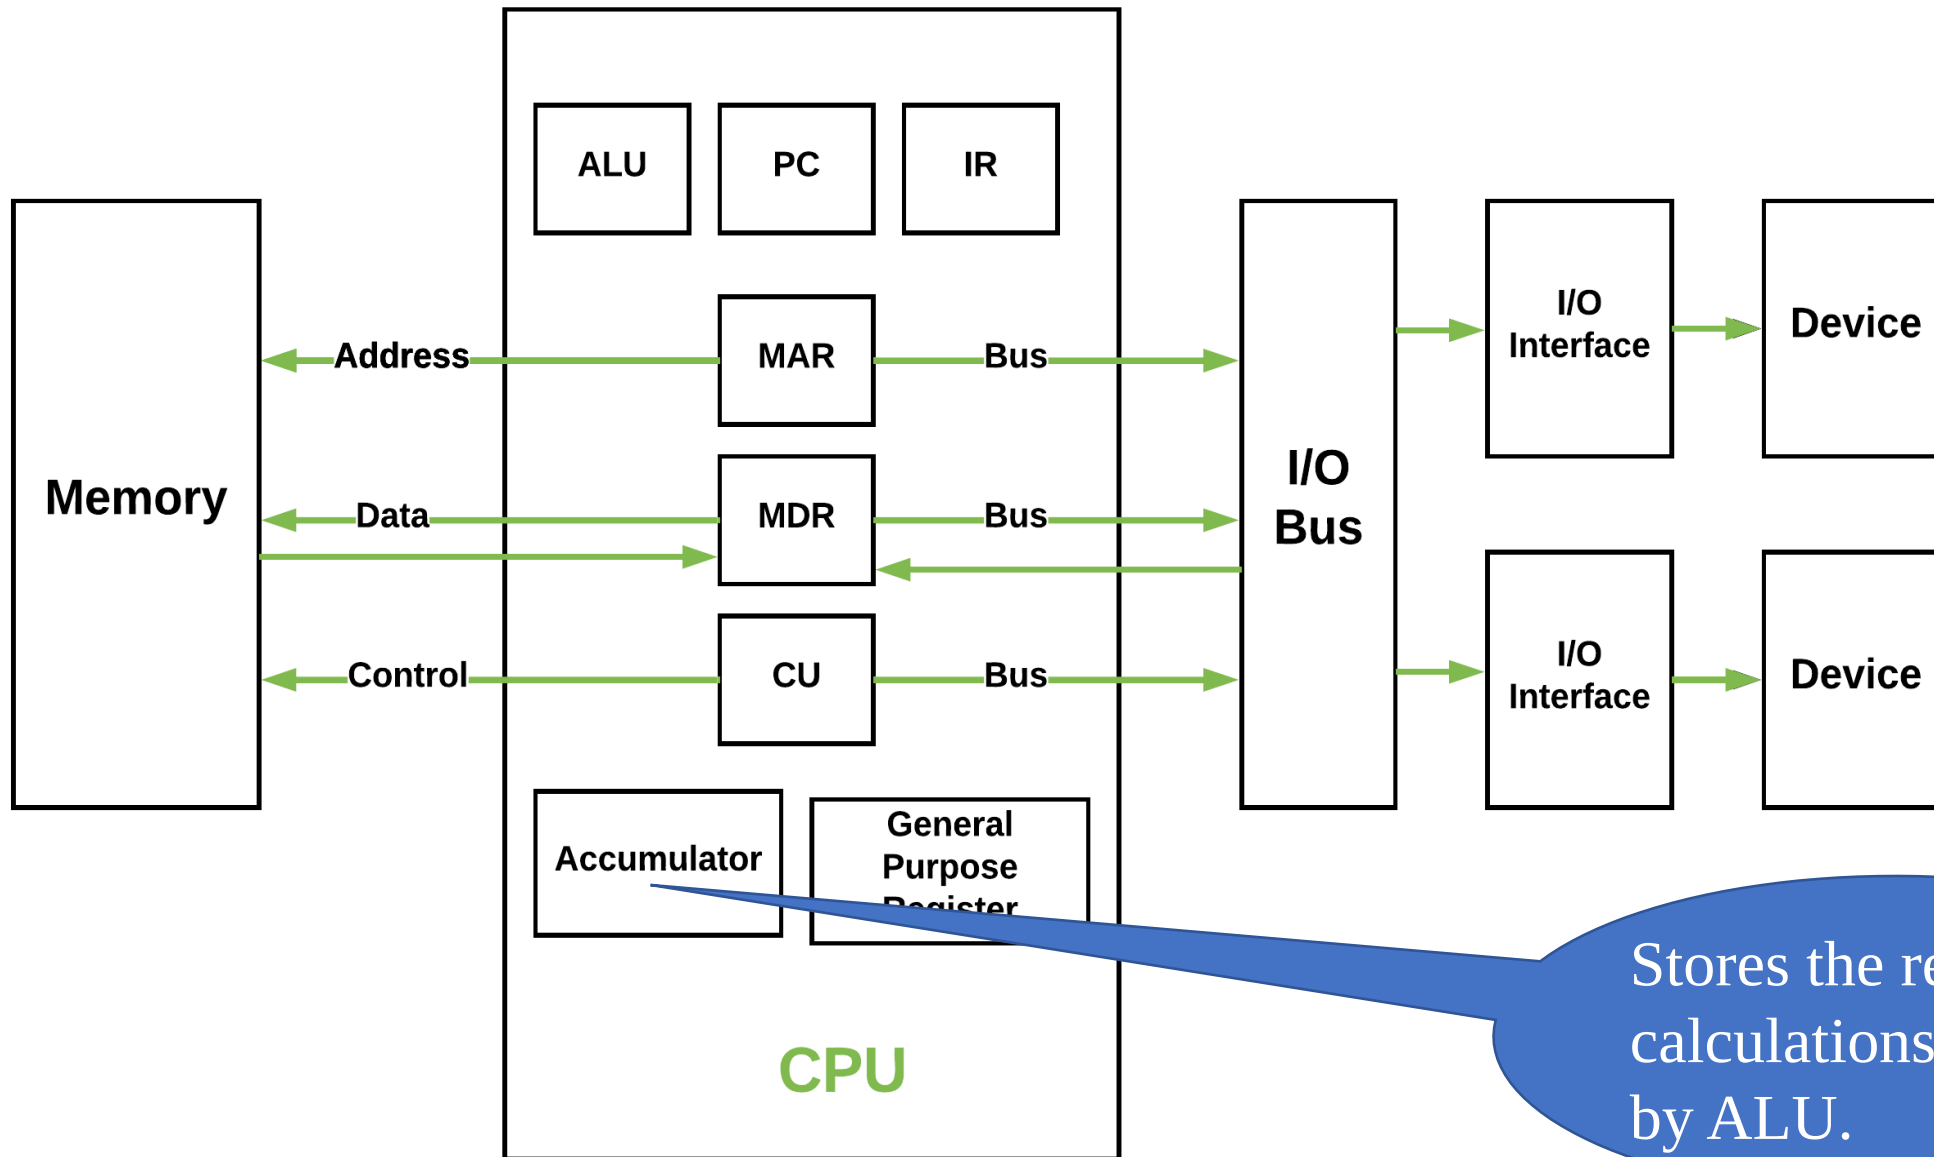 ALU
PC
IR
Memory
Address
MAR
Bus
Data
MDR
Bus
Control
CU
Bus
I/O
Bus
I/O
Interface
Device
I/O
Interface
Device
Accumulator
General
Purpose
Register
CPU
Stores the
calculations
by ALU.